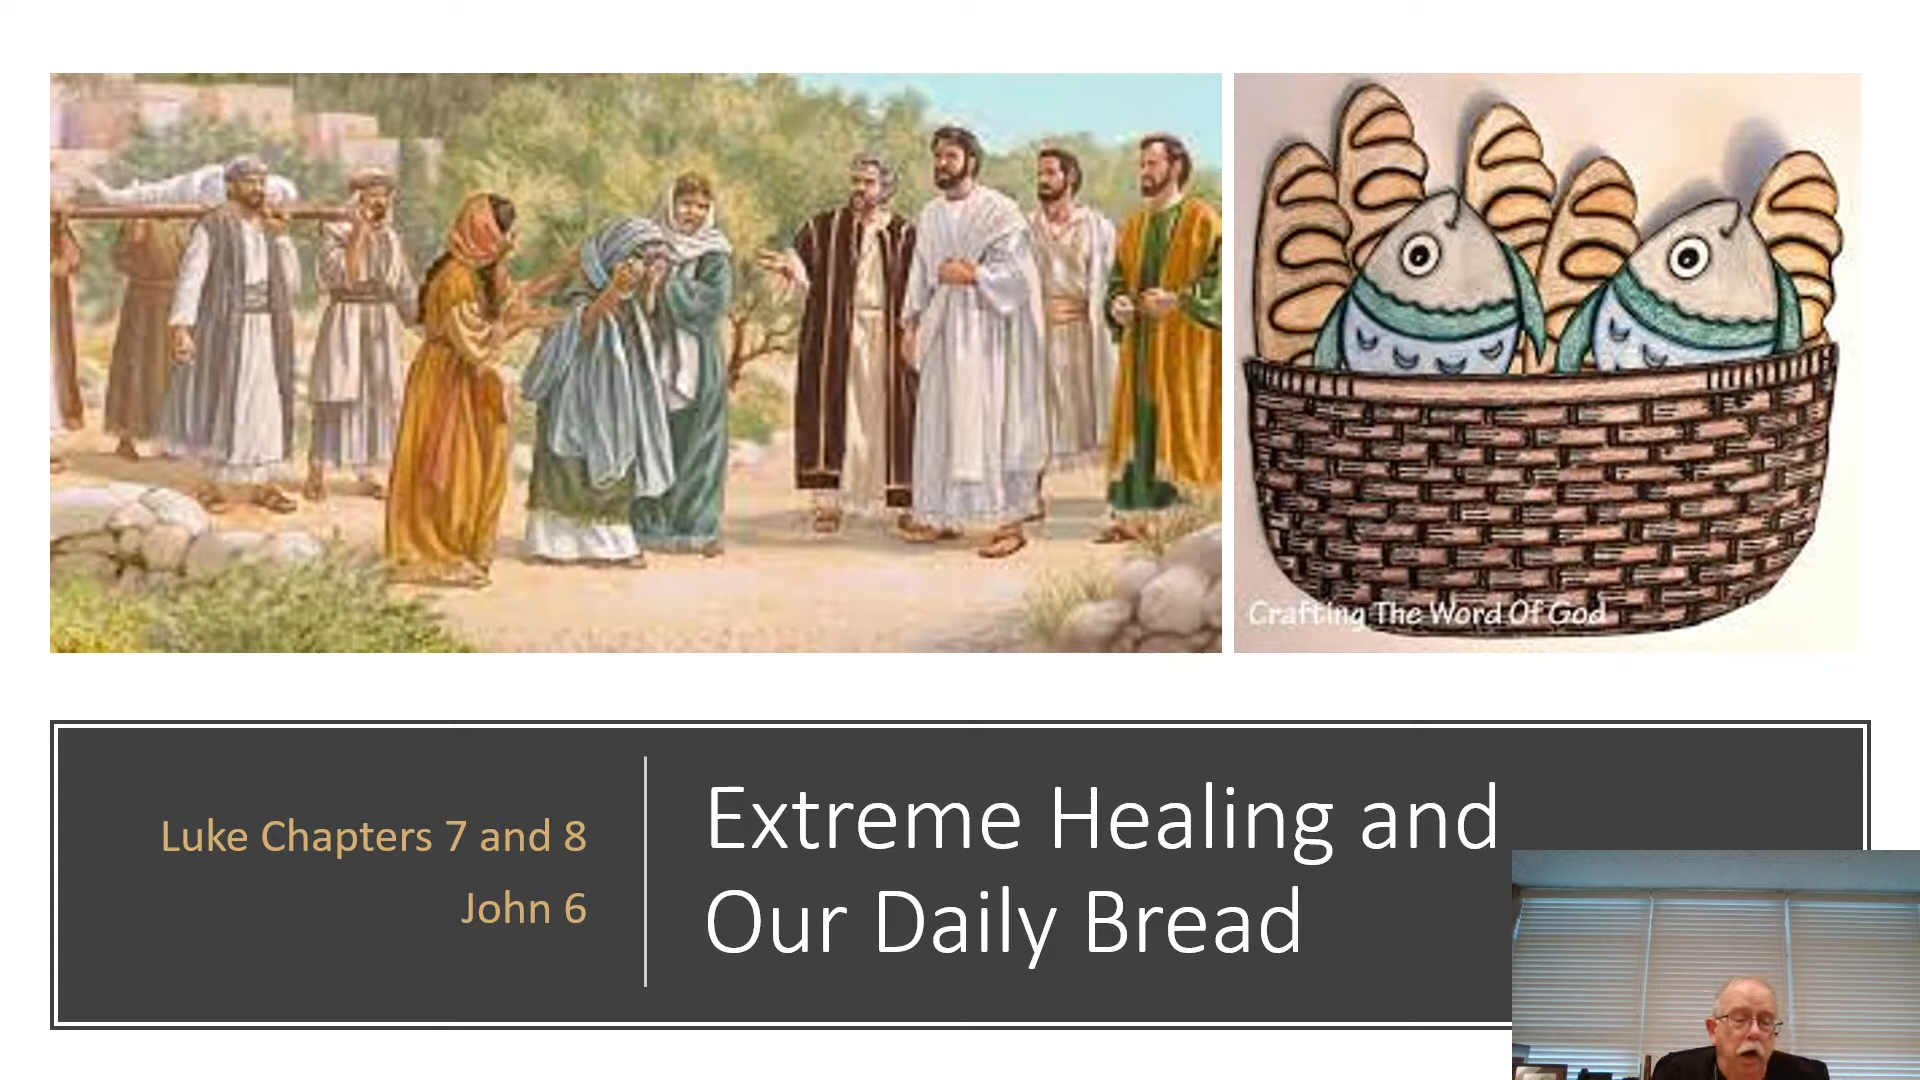 Crafting The Word Of God
Luke Chapters 7 and 8
John 6
Extreme Healing and
Our Daily Bread